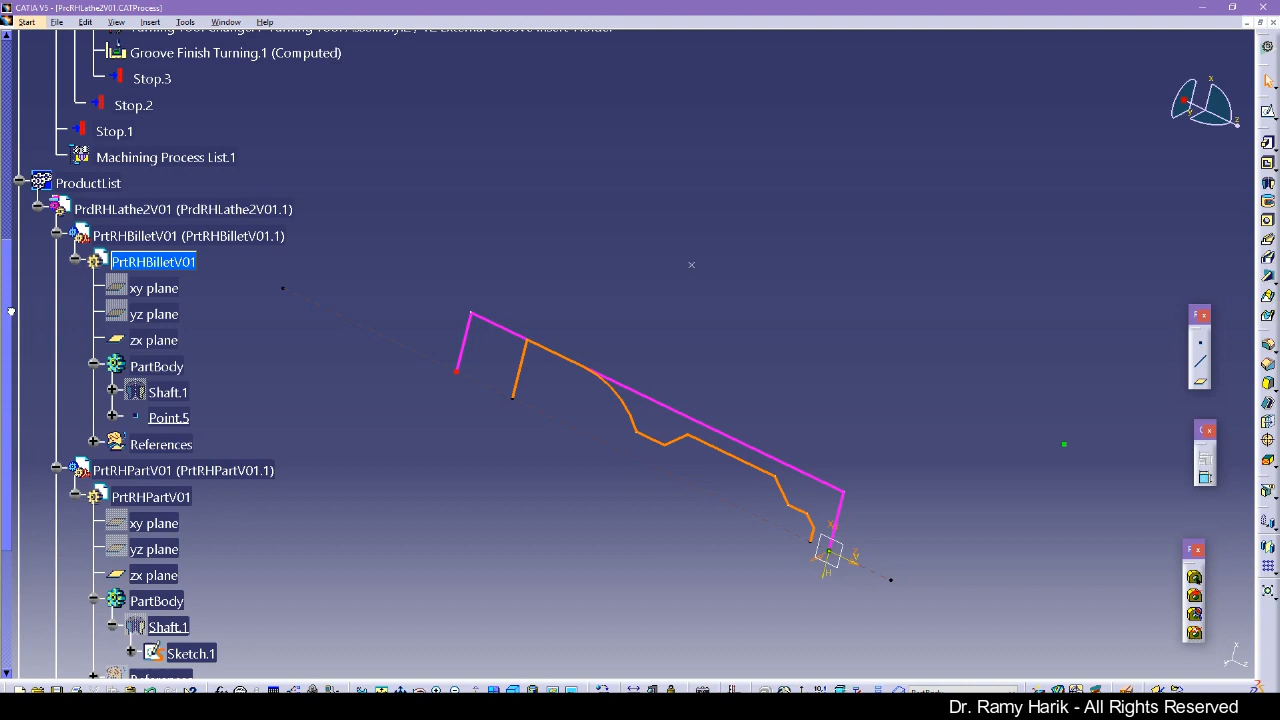 CATIA V5 - [PrcRHLathe2V01.CATProcess]
Start File Edit View Insert Tools Window Help
Groove Finish Turning.1 (Computed)
Stop.3
Stop.2
Stop.1
Machining Process List.1
ProductList
PrdRHLathe2V01 (PrdRHLathe2V01.1)
PrtRHBilletV01 (PrtRHBilletV01.1)
PrtRHBilletV01
xy plane
yz plane
zx plane
PartBody
Shaft.1
Point.5
References
PrtRHPartV01 (PrtRHPartV01.1)
PrtRHPartV01
xy plane
yz plane
zx plane
PartBody
Shaft.1
Sketch.1
Dr. Ramy Harik - All Rights Reserved